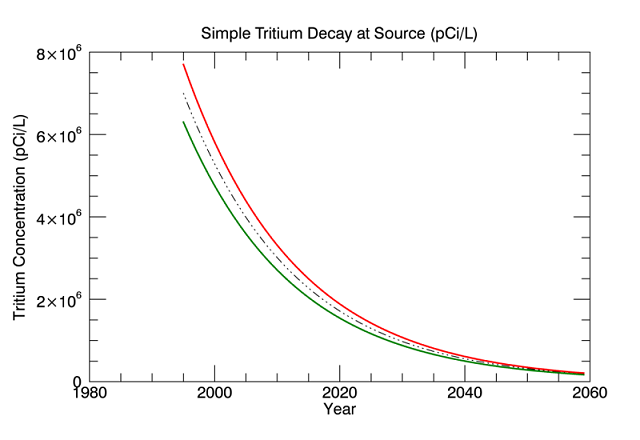 Simple Tritium Decay at Source (pCi/L)
8×10⁶
6×10⁶
4×10⁶
2×10⁶
0
Tritium Concentration (pCi/L)
1980 2000 2020 2040 2060
Year